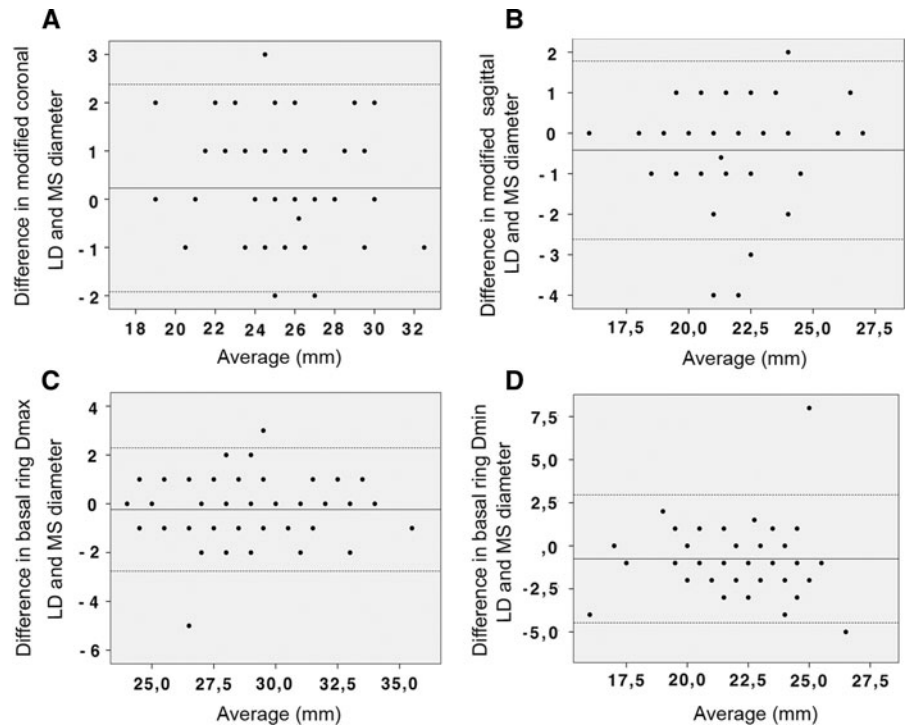 A
Difference in modified coronal
LD and MS diameter
3
2
1
0
- 1
- 2
18 20 22 24 26 28 30 32
Average (mm)
B
Difference in modified sagittal
LD and MS diameter
2
1
0
- 1
- 2
- 3
- 4
17,5 20,0 22,5 25,0 27,5
Average (mm)
C
Difference in basal ring Dmax
LD and MS diameter
4
2
0
- 2
- 4
- 6
25,0 27,5 30,0 32,5 35,0
Average (mm)
D
Difference in basal ring Dmin
LD and MS diameter
7,5
5,0
2,5
,0
-2,5
-5,0
17,5 20,0 22,5 25,0 27,5
Average (mm)